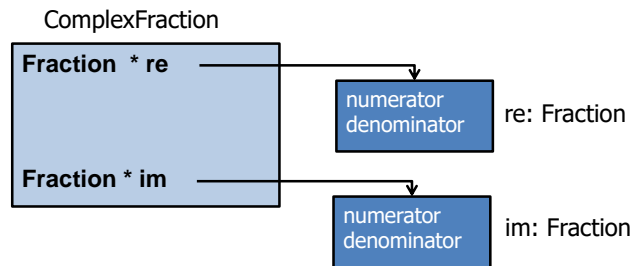 ComplexFraction
Fraction * re
numerator
denominator
re: Fraction
Fraction * im
numerator
denominator
im: Fraction